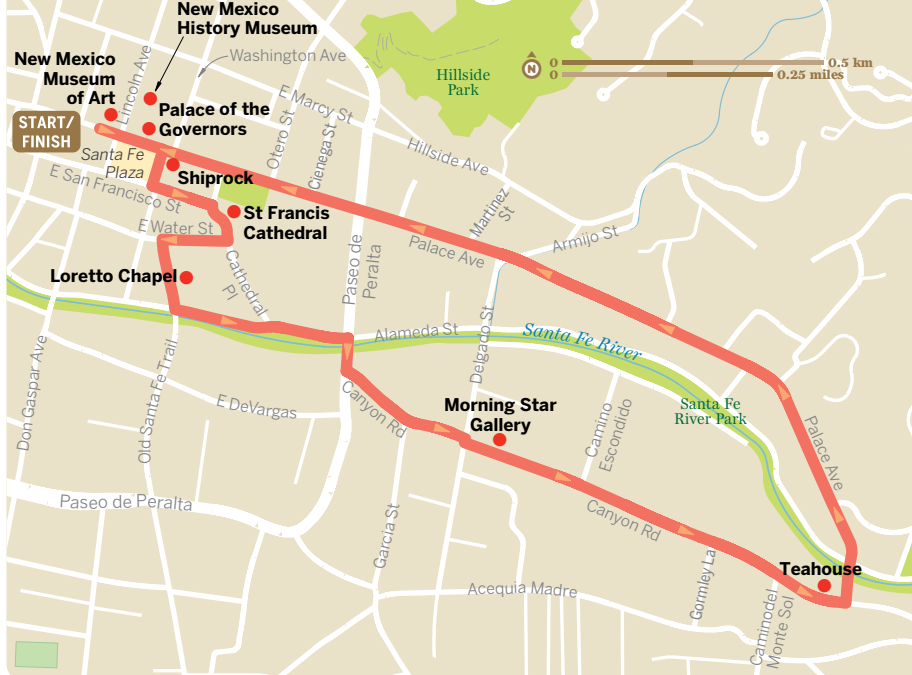 New Mexico
History Museum
New Mexico
Museum
of Art
Washington Ave
Lincoln Ave
Palace of the
Governors
START/
FINISH
Santa Fe
Plaza
Shiprock
E Marcy St
Otero St
Cienega St
Hillside
Park
N
0
0.5 km
0
0.25 miles
Hillside Ave
E San Francisco St
St Francis
Cathedral
E Water St
Martinez
St
Armijo St
Palace Ave
Paseo de
Peralta
Cathedral
Pl
Loretto Chapel
Alameda St
Santa Fe River
Delgado St
Don Gaspar Ave
Old Santa Fe Trail
E DeVargas
Canyon Rd
Morning Star
Gallery
Camino
Escondido
Santa Fe
River Park
Palace Ave
Paseo de Peralta
Garcia St
Canyon Rd
Acequia Madre
Gormley La
Teahouse
Caminodel
Monte Sol